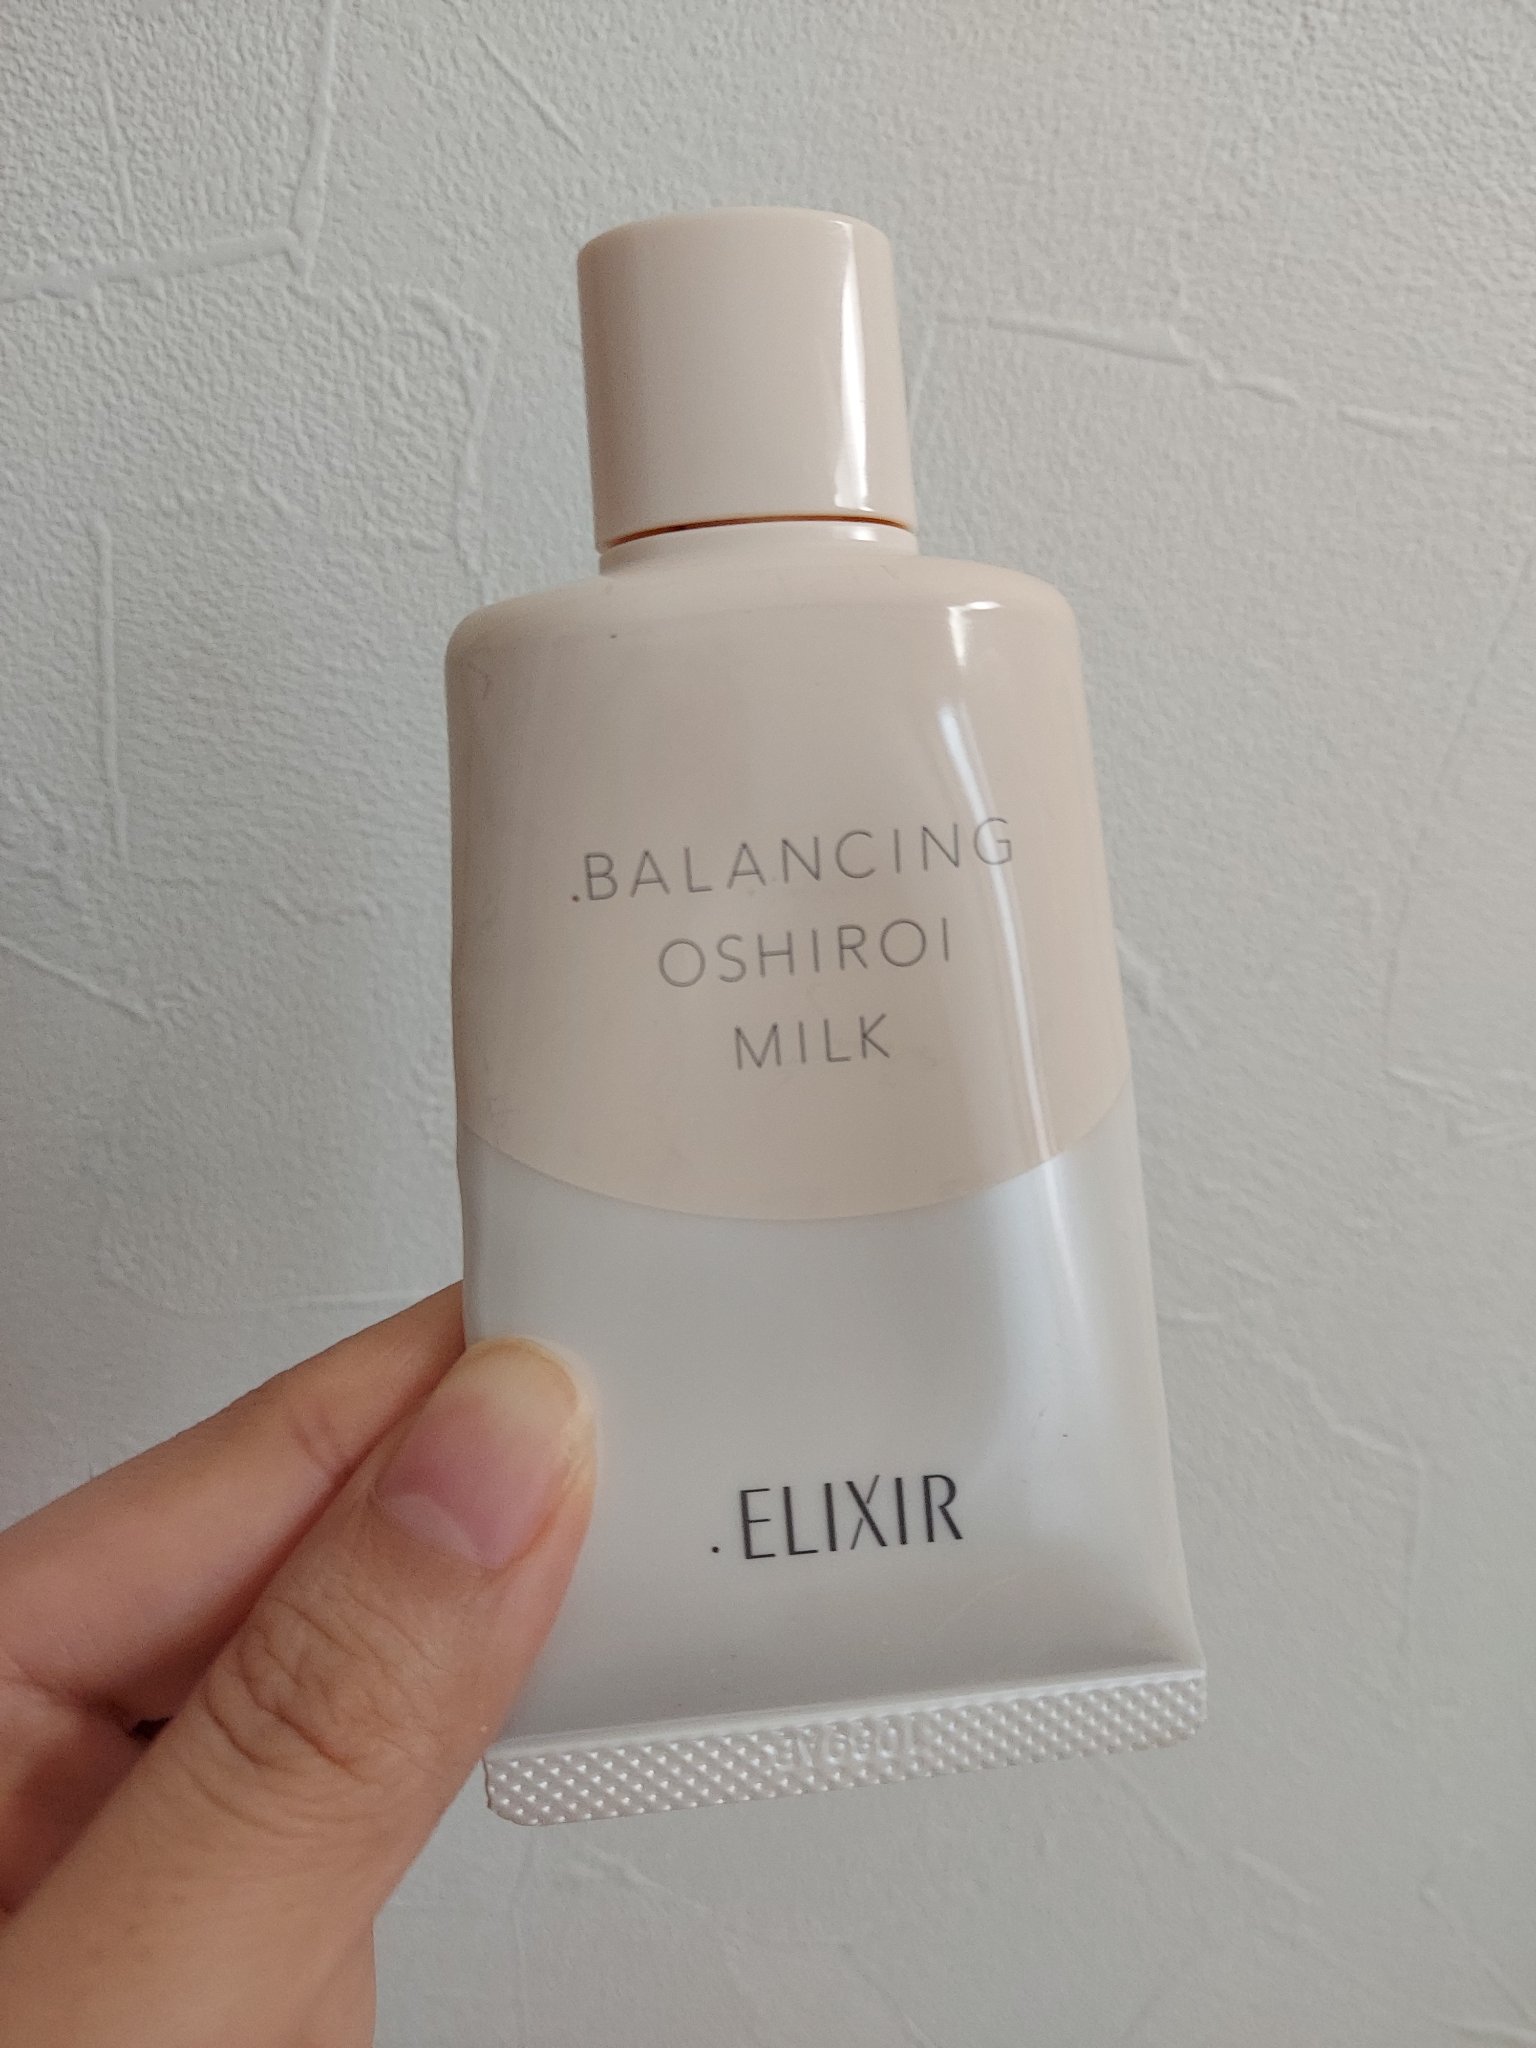 .BALANCING
OSHIROI
MILK
.ELIXIR